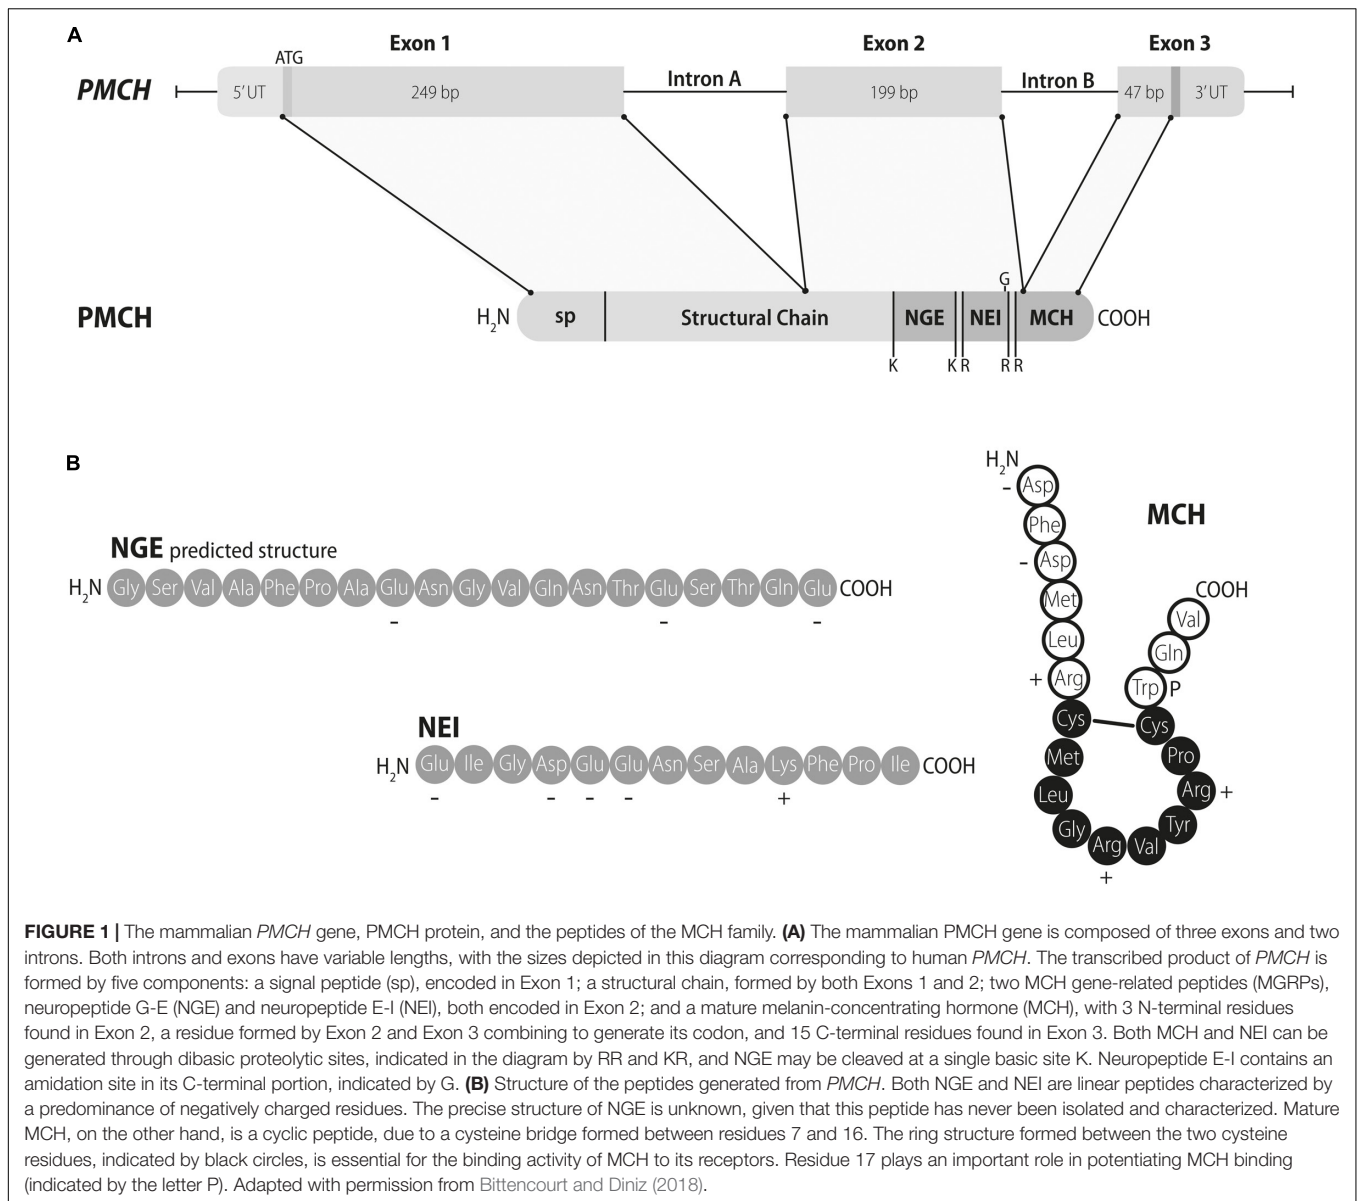 A
Exon 1
Exon 2
Exon 3
ATG
PMCH
5'UT
249 bp
Intron A
199 bp
Intron B
47 bp
3'UT
G
PMCH
H2N
sp
Structural Chain
NGE
NEI
MCH
COOH
K
K R
R R
B
H2N
MCH
- Asp
Phe
- Asp
Met
Leu
+ Arg
Cys
Met
Leu
Gly
Arg
+
Val
Tyr
Arg +
Pro
Cys
Trp P
Gln
Val
COOH
NGE predicted structure
H2N Gly Ser Val Ala Phe Pro Ala Glu Asn Gly Val Gln Asn Thr Glu Ser Thr Gln Glu COOH
- - -
NEI
H2N Glu Ile Gly Asp Glu Glu Asn Ser Ala Lys Phe Pro Ile COOH
- - - - +
FIGURE 1 | The mammalian PMCH gene, PMCH protein, and the peptides of the MCH family. (A) The mammalian PMCH gene is composed of three exons and two
introns. Both introns and exons have variable lengths, with the sizes depicted in this diagram corresponding to human PMCH. The transcribed product of PMCH is
formed by five components: a signal peptide (sp), encoded in Exon 1; a structural chain, formed by both Exons 1 and 2; two MCH gene-related peptides (MGRPs),
neuropeptide G-E (NGE) and neuropeptide E-I (NEI), both encoded in Exon 2; and a mature melanin-concentrating hormone (MCH), with 3 N-terminal residues
found in Exon 2, a residue formed by Exon 2 and Exon 3 combining to generate its codon, and 15 C-terminal residues found in Exon 3. Both MCH and NEI can be
generated through dibasic proteolytic sites, indicated in the diagram by RR and KR, and NGE may be cleaved at a single basic site K. Neuropeptide E-I contains an
amidation site in its C-terminal portion, indicated by G. (B) Structure of the peptides generated from PMCH. Both NGE and NEI are linear peptides characterized by
a predominance of negatively charged residues. The precise structure of NGE is unknown, given that this peptide has never been isolated and characterized. Mature
MCH, on the other hand, is a cyclic peptide, due to a cysteine bridge formed between residues 7 and 16. The ring structure formed between the two cysteine
residues, indicated by black circles, is essential for the binding activity of MCH to its receptors. Residue 17 plays an important role in potentiating MCH binding
(indicated by the letter P). Adapted with permission from Bittencourt and Diniz (2018).